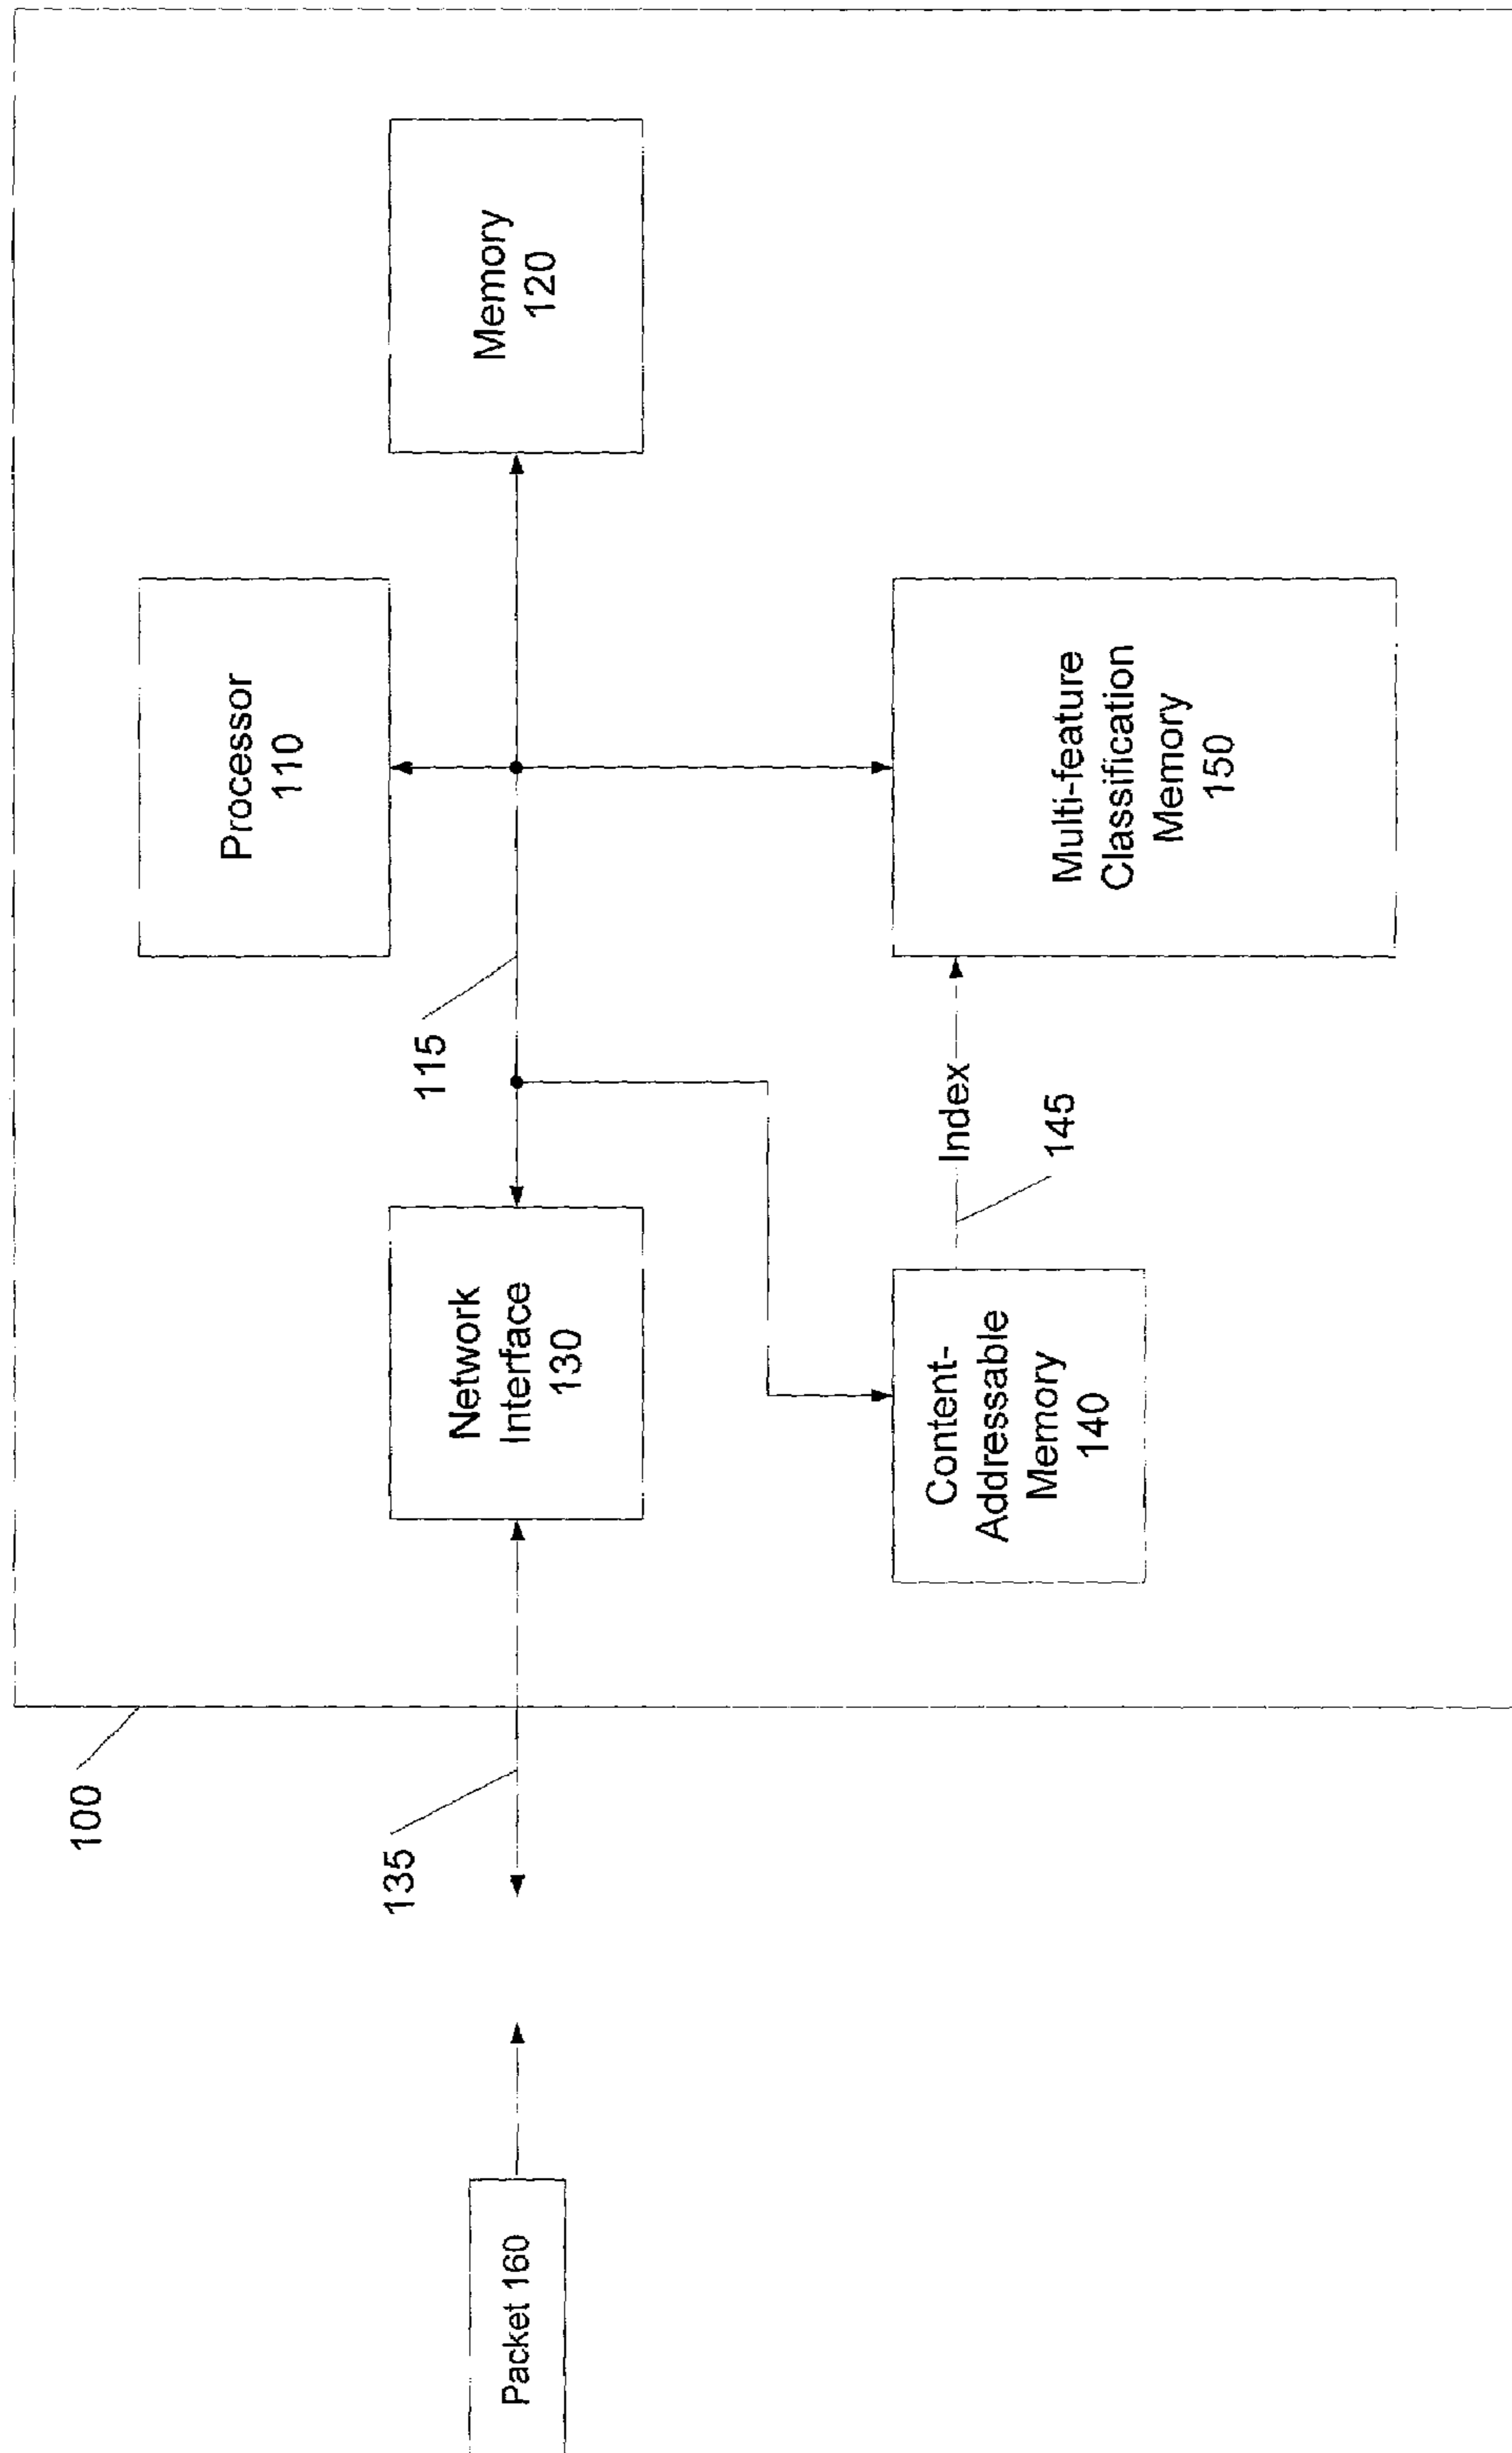 100
Processor
110
Memory
120
115
135
Network
Interface
130
Packet 160
Content-
Addressable
Memory
140
Index
145
Multi-feature
Classification
Memory
150